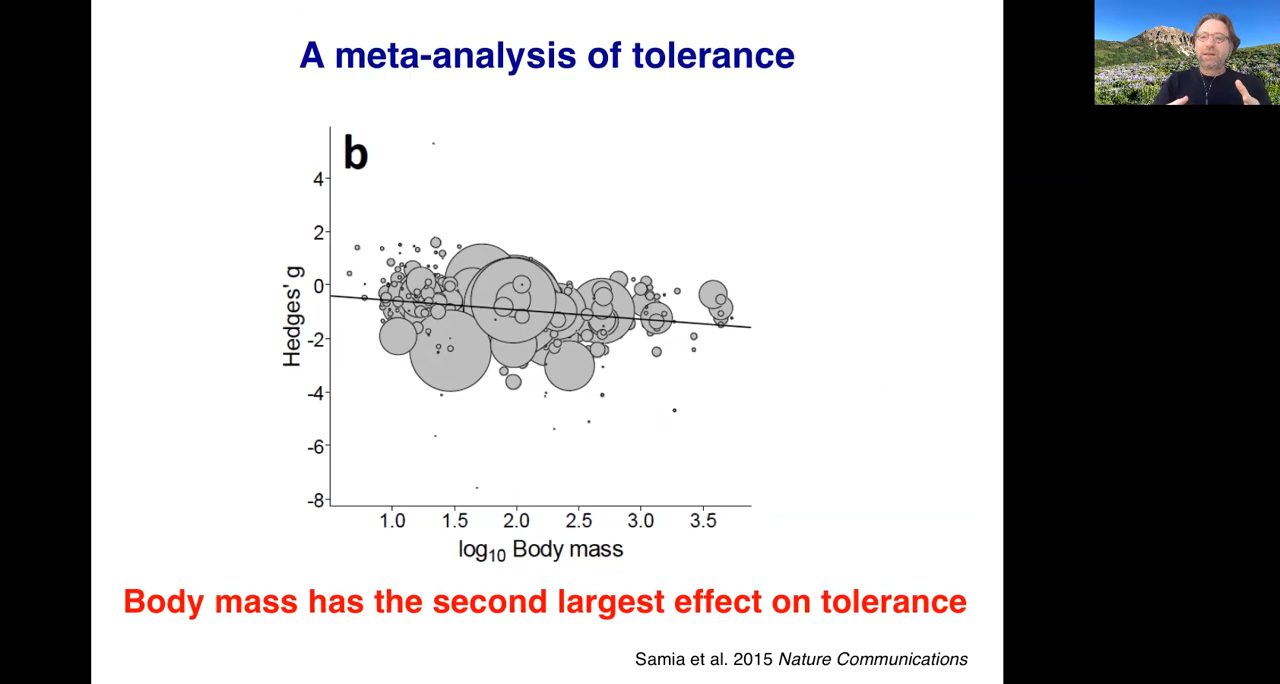 A meta-analysis of tolerance
b
4
2
0
-2
-4
-6
-8
Hedges' g
1.0 1.5 2.0 2.5 3.0 3.5
log10 Body mass
Body mass has the second largest effect on tolerance
Samia et al. 2015 Nature Communications